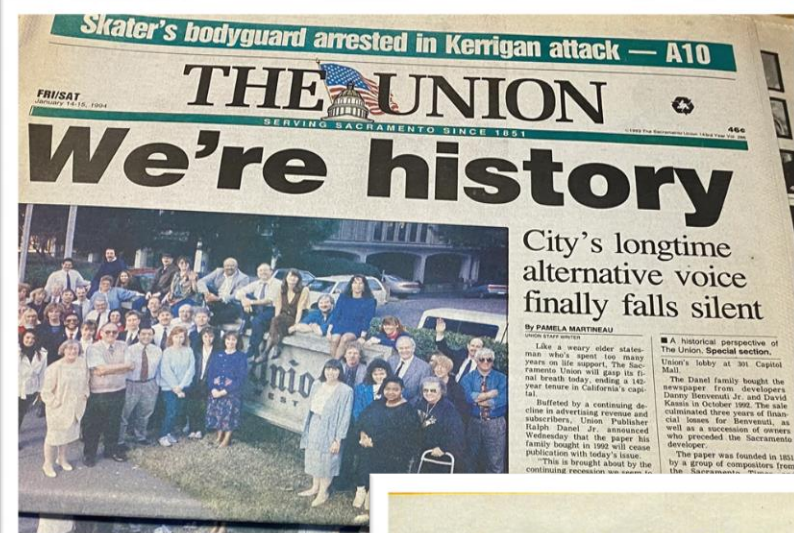 Skater's bodyguard arrested in Kerrigan attack — A10
FRI/SAT
January 14-15, 1994
THE UNION
SERVING SACRAMENTO SINCE 1851
46¢
We're history
City's longtime
alternative voice
finally falls silent
By PAMELA MARTINEAU
UNION STAFF WRITER
Like a weary elder states-
man who's spent too many
years on life support, The Sac-
ramento Union will gasp its fi-
nal breath today, ending a 143-
year tenure in California's capi-
tal.
Buffeted by a continuing de-
cline in advertising revenue and
subscribers, Union Publisher
Ralph Danel Jr. announced
Wednesday that the paper his
family bought in 1992 will cease
publication with today's issue.
"This is brought about by the
continuing recession we seem to
■ A historical perspective of
The Union, Special section.
Union's lobby at 301 Capitol
Mall.
The Danel family bought the
newspaper from developers
Danny Benvenuti Jr. and David
Kassis in October 1992. The sale
culminated three years of finan-
cial losses for Benvenuti, as
well as a succession of owners
who preceded the Sacramento
developer.
The paper was founded in 1851
by a group of compositors from
the Sacramento Times